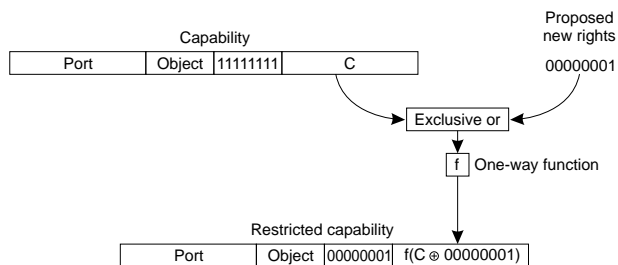 Capability
Proposed
new rights
Port Object 11111111 C
00000001
Exclusive or
f One-way function
Restricted capability
Port Object 00000001 f(C ⊕ 00000001)